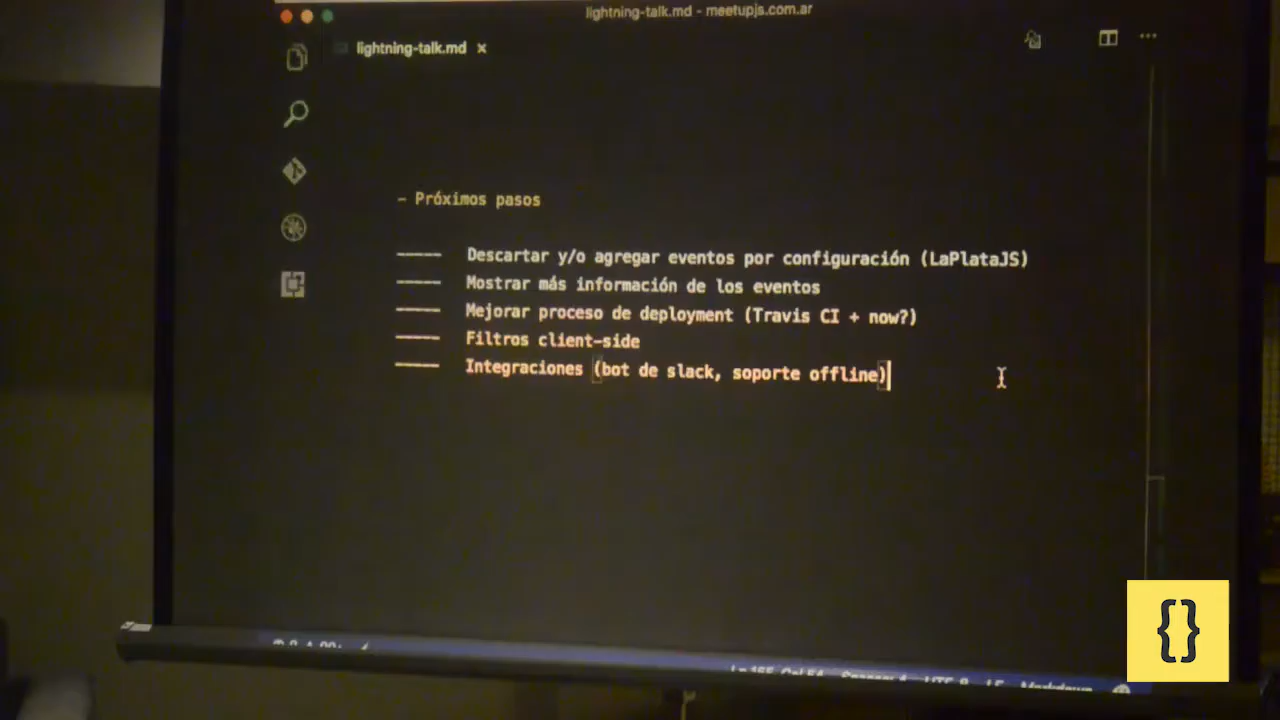 lightning-talk.md - meetupjs.com.ar
lightning-talk.md ×
- Próximos pasos
----- Descartar y/o agregar eventos por configuración (LaPlataJS)
----- Mostrar más información de los eventos
----- Mejorar proceso de deployment (Travis CI + now?)
----- Filtros client-side
----- Integraciones (bot de slack, soporte offline)
{}